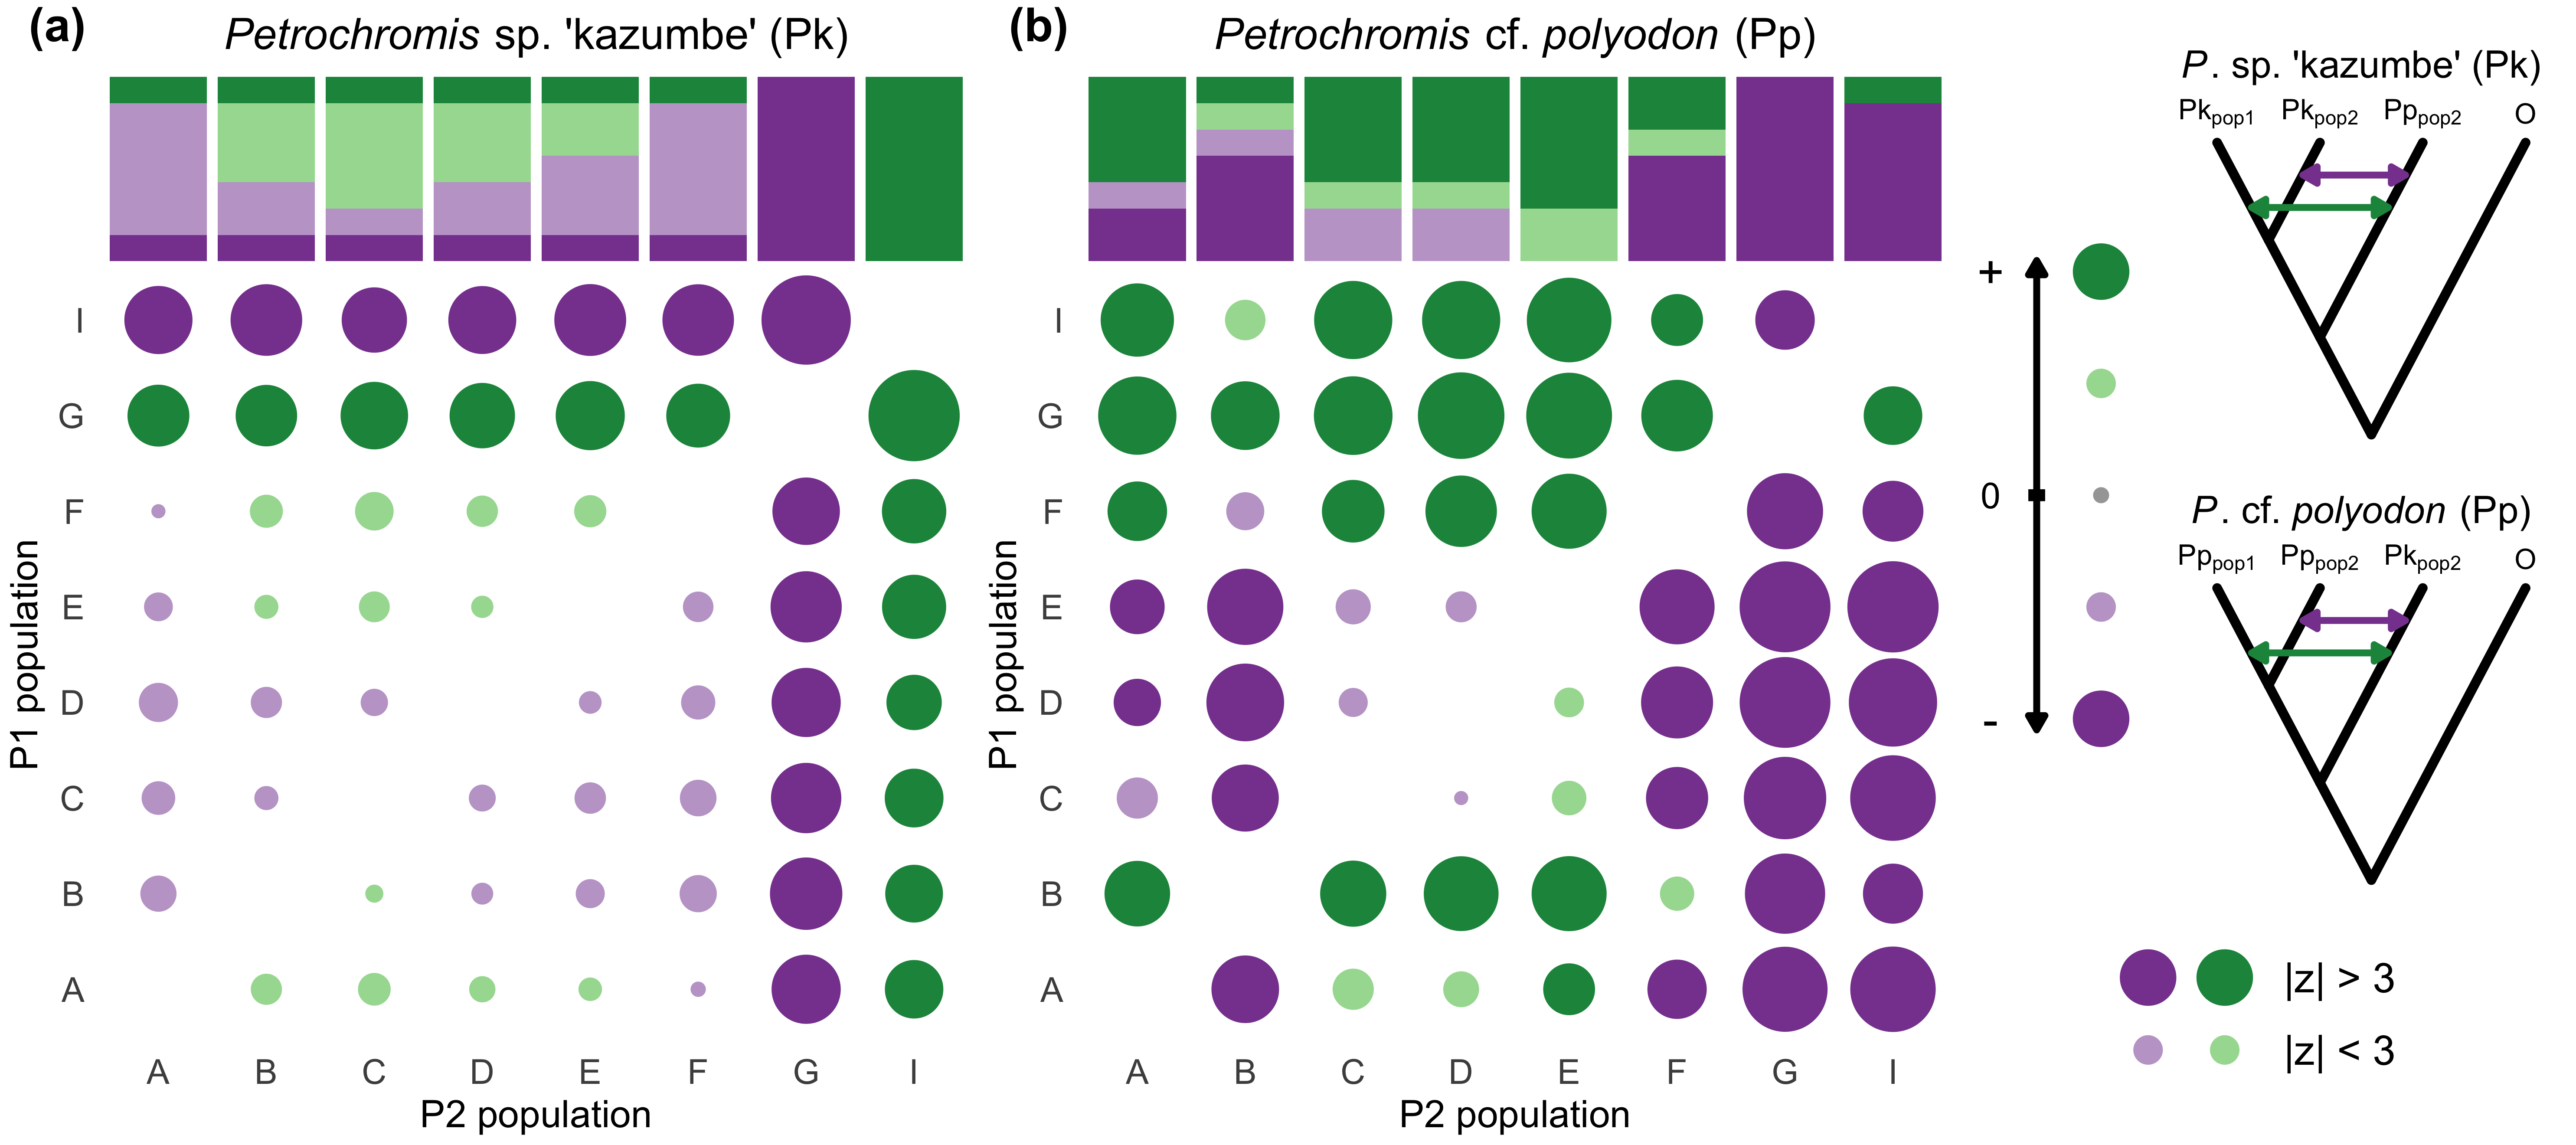 (a)
Petrochromis sp. 'kazumbe' (Pk)
I
G
F
E
D
C
B
A
P1 population
A B C D E F G I
P2 population
(b)
Petrochromis cf. polyodon (Pp)
I
G
F
E
D
C
B
A
P1 population
A B C D E F G I
P2 population
+
0
-
P. sp. 'kazumbe' (Pk)
Pkpop1 Pkpop2 Pppop2 O
P. cf. polyodon (Pp)
Pppop1 Pppop2 Pkpop2 O
|z| > 3
|z| < 3